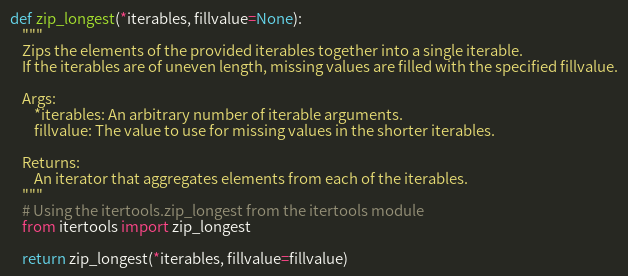 def zip_longest(*iterables, fillvalue=None):
    """
    Zips the elements of the provided iterables together into a single iterable.
    If the iterables are of uneven length, missing values are filled with the specified fillvalue.

    Args:
        *iterables: An arbitrary number of iterable arguments.
        fillvalue: The value to use for missing values in the shorter iterables.

    Returns:
        An iterator that aggregates elements from each of the iterables.
    """
    # Using the itertools.zip_longest from the itertools module
    from itertools import zip_longest

    return zip_longest(*iterables, fillvalue=fillvalue)